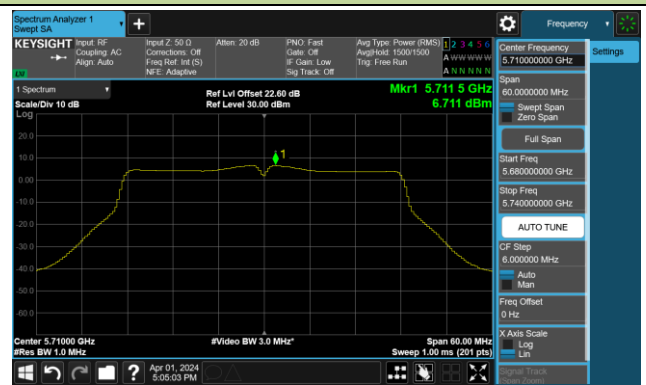 Spectrum Analyzer 1
Swept SA
Frequency
KEYSIGHT
Input: RF
Coupling: AC
Align: Auto
Input Z: 50 Ω
Corrections: Off
Freq Ref: Int (S)
NFE: Adaptive
Atten: 20 dB
PNO: Fast
Gate: Off
IF Gain: Low
Sig Track: Off
Avg Type: Power (RMS)
Avg|Hold: 1500/1500
Trig: Free Run
1 2 3 4 5 6
A W W W W W
A N N N N N
1 Spectrum
Scale/Div 10 dB
Log
Ref Lvl Offset 22.60 dB
Ref Level 30.00 dBm
Mkr1 5.711 5 GHz
6.711 dBm
1
20.0
10.0
0.00
-10.0
-20.0
-30.0
-40.0
-50.0
-60.0
Center 5.71000 GHz
#Res BW 1.0 MHz
#Video BW 3.0 MHz*
Span 60.00 MHz
Sweep 1.00 ms (201 pts)
Center Frequency
5.710000000 GHz
Settings
Span
60.0000000 MHz
Swept Span
Zero Span
Full Span
Start Freq
5.680000000 GHz
Stop Freq
5.740000000 GHz
AUTO TUNE
CF Step
6.000000 MHz
Auto
Man
Freq Offset
0 Hz
X Axis Scale
Log
Lin
Signal Track
(Span Zoom)
Apr 01, 2024
5:05:03 PM